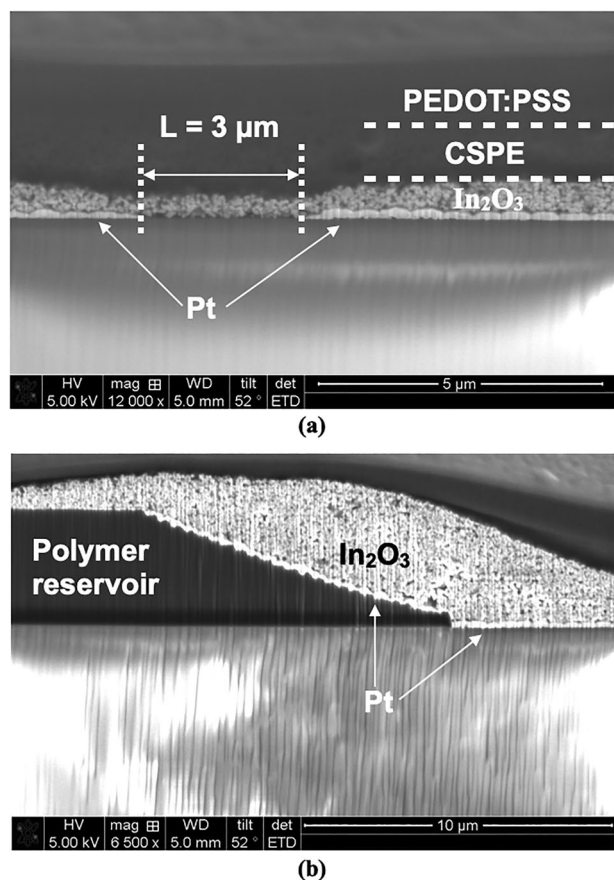 PEDOT:PSS
L = 3 µm
CSPE
In₂O₃
Pt
HV mag WD tilt det
5.00 kV 12 000 x 5.0 mm 52 ° ETD
5 µm
(a)
Polymer
reservoir
In₂O₃
Pt
HV mag WD tilt det
5.00 kV 6 500 x 5.0 mm 52 ° ETD
10 µm
(b)